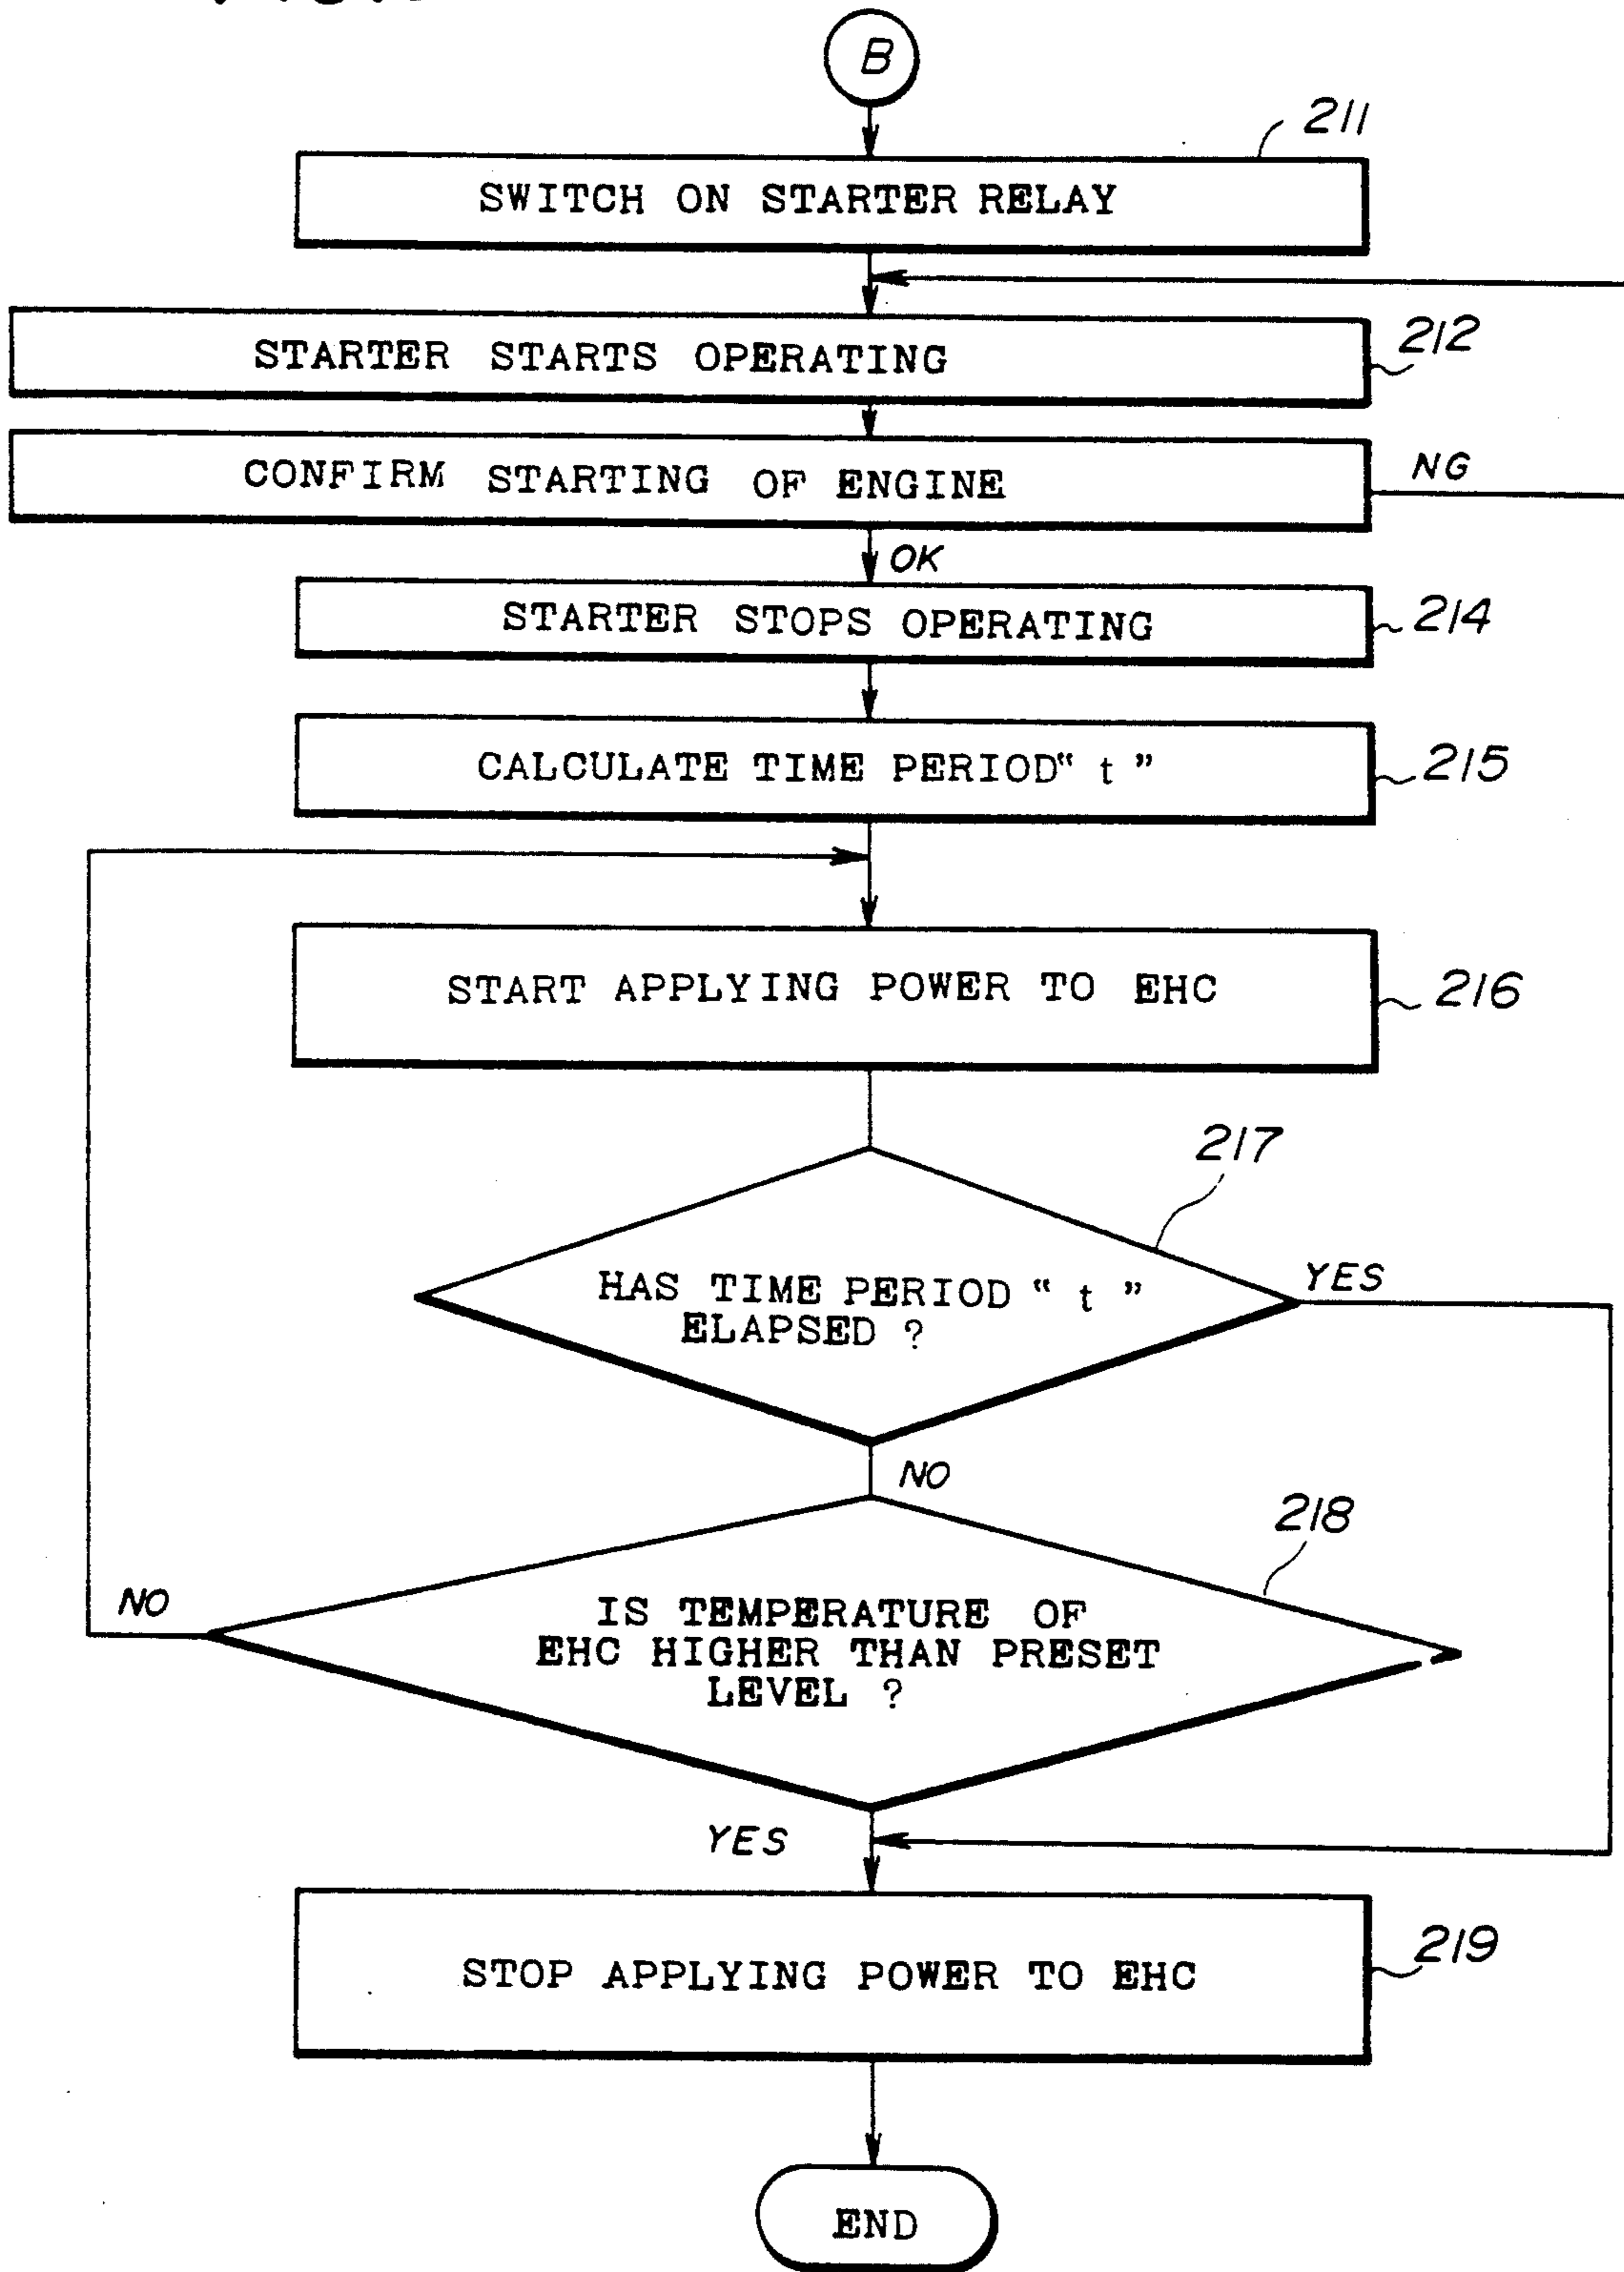 B
211
SWITCH ON STARTER RELAY
STARTER STARTS OPERATING
212
CONFIRM STARTING OF ENGINE
NG
OK
STARTER STOPS OPERATING
214
CALCULATE TIME PERIOD“ t ”
215
START APPLYING POWER TO EHC
216
217
HAS TIME PERIOD “ t ”
ELAPSED ?
YES
NO
218
NO
IS TEMPERATURE OF
EHC HIGHER THAN PRESET
LEVEL ?
YES
STOP APPLYING POWER TO EHC
219
END